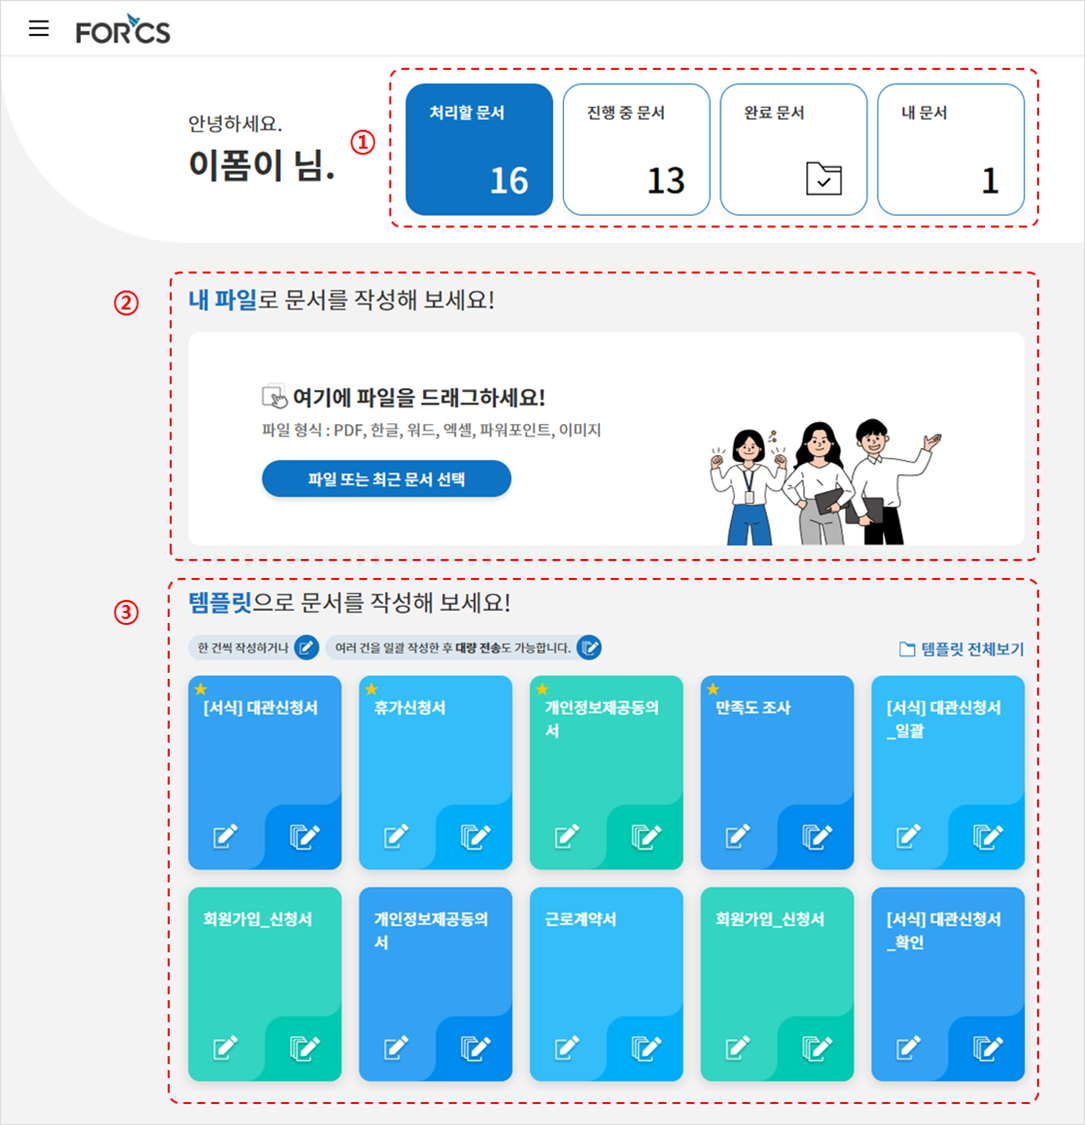 FORCS
안녕하세요.
이폼이 님.
①
처리할 문서
16
진행 중 문서
13
완료 문서
내 문서
1
②
내 파일로 문서를 작성해 보세요!
여기에 파일을 드래그하세요!
파일 형식 : PDF, 한글, 워드, 엑셀, 파워포인트, 이미지
파일 또는 최근 문서 선택
③
템플릿으로 문서를 작성해 보세요!
한 건씩 작성하거나
여러 건을 일괄 작성한 후 대량 전송도 가능합니다.
템플릿 전체보기
[서식] 대관신청서
휴가신청서
개인정보제공동의
서
만족도 조사
[서식] 대관신청서
_일괄
회원가입_신청서
개인정보제공동의
서
근로계약서
회원가입_신청서
[서식] 대관신청서
_확인